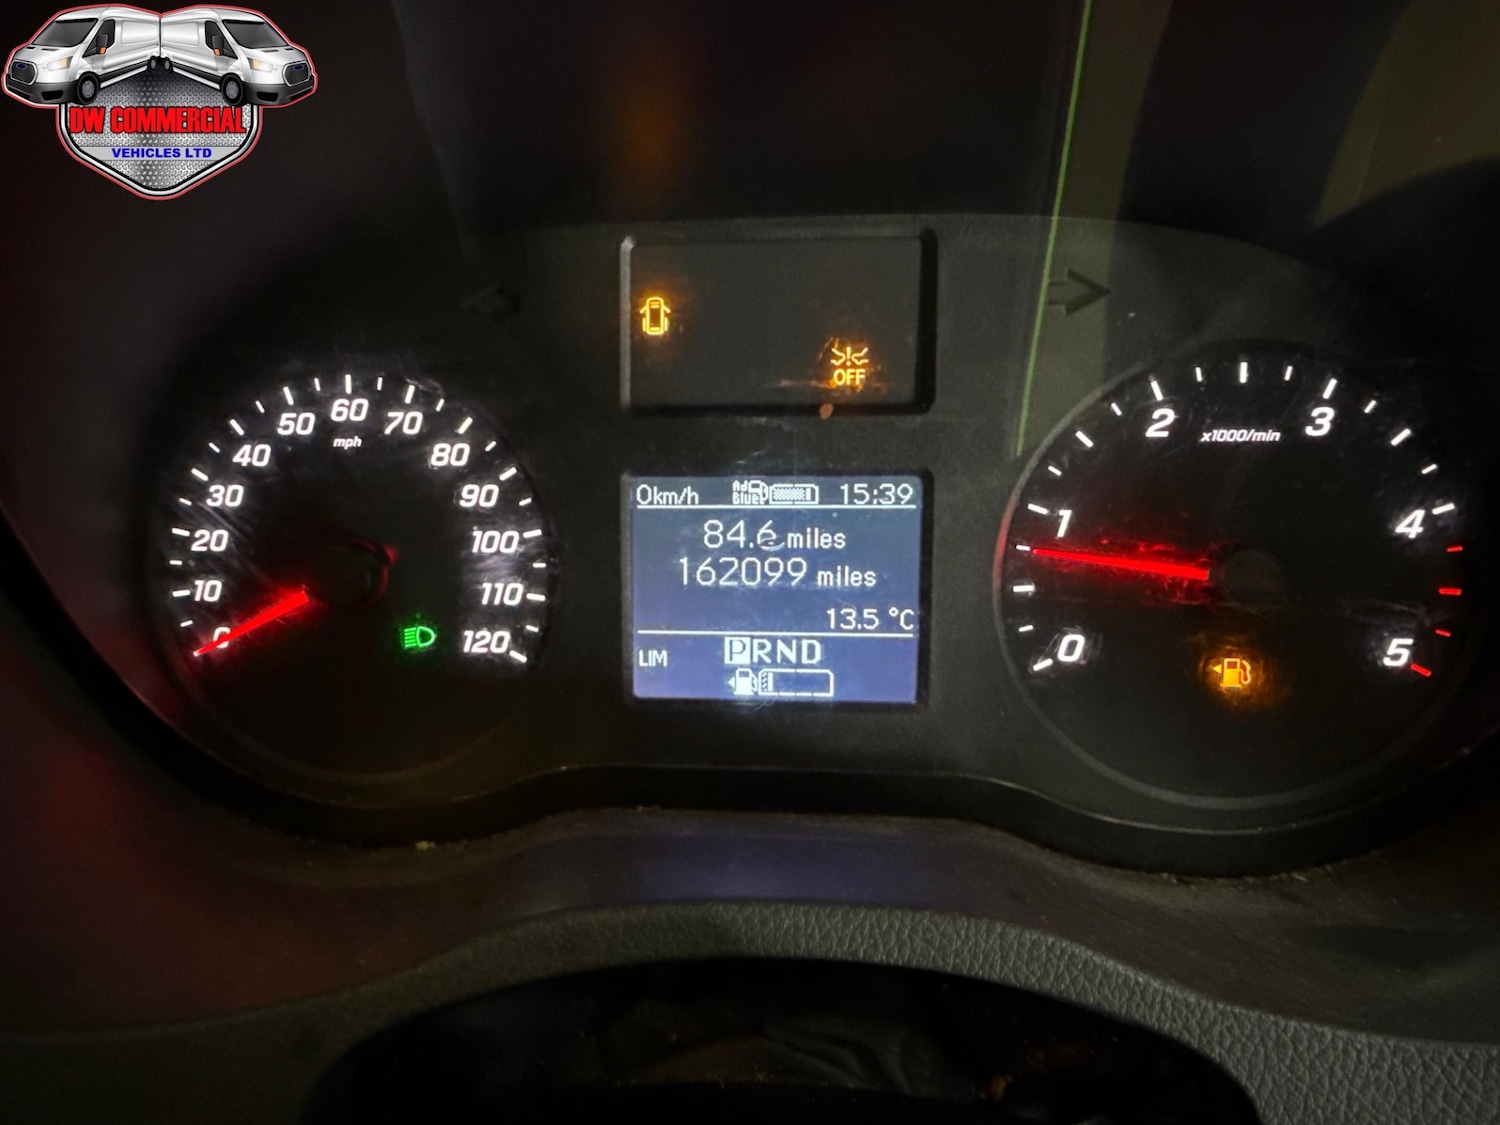 DW COMMERCIAL
VEHICLES LTD
OFF
0 10 20 30 40 50 60 70 80 90 100 110 120
mph
0km/h Ad Blue 15:39
84.6 miles
162099 miles
13.5 °C
LIM PRND
0 1 2 3 4 5
x1000/min